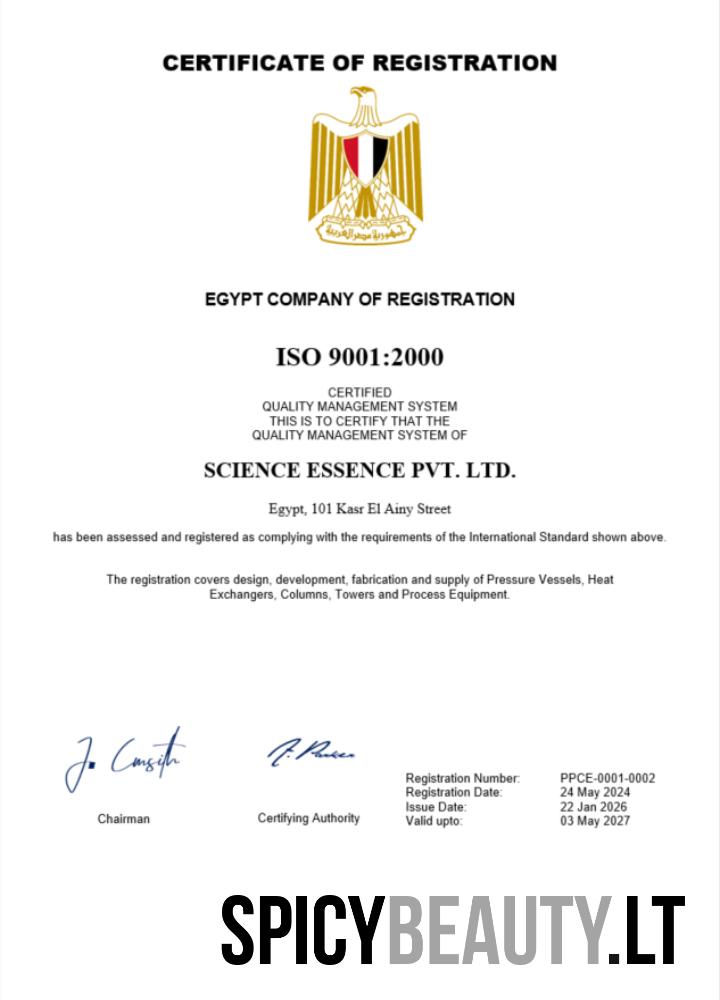 CERTIFICATE OF REGISTRATION
جمهورية مصر العربية
EGYPT COMPANY OF REGISTRATION
ISO 9001:2000
CERTIFIED
QUALITY MANAGEMENT SYSTEM
THIS IS TO CERTIFY THAT THE
QUALITY MANAGEMENT SYSTEM OF
SCIENCE ESSENCE PVT. LTD.
Egypt, 101 Kasr El Ainy Street
has been assessed and registered as complying with the requirements of the International Standard shown above.
The registration covers design, development, fabrication and supply of Pressure Vessels, Heat
Exchangers, Columns, Towers and Process Equipment.
Chairman
Certifying Authority
Registration Number: PPCE-0001-0002
Registration Date: 24 May 2024
Issue Date: 22 Jan 2026
Valid upto: 03 May 2027
SPICYBEAUTY.LT